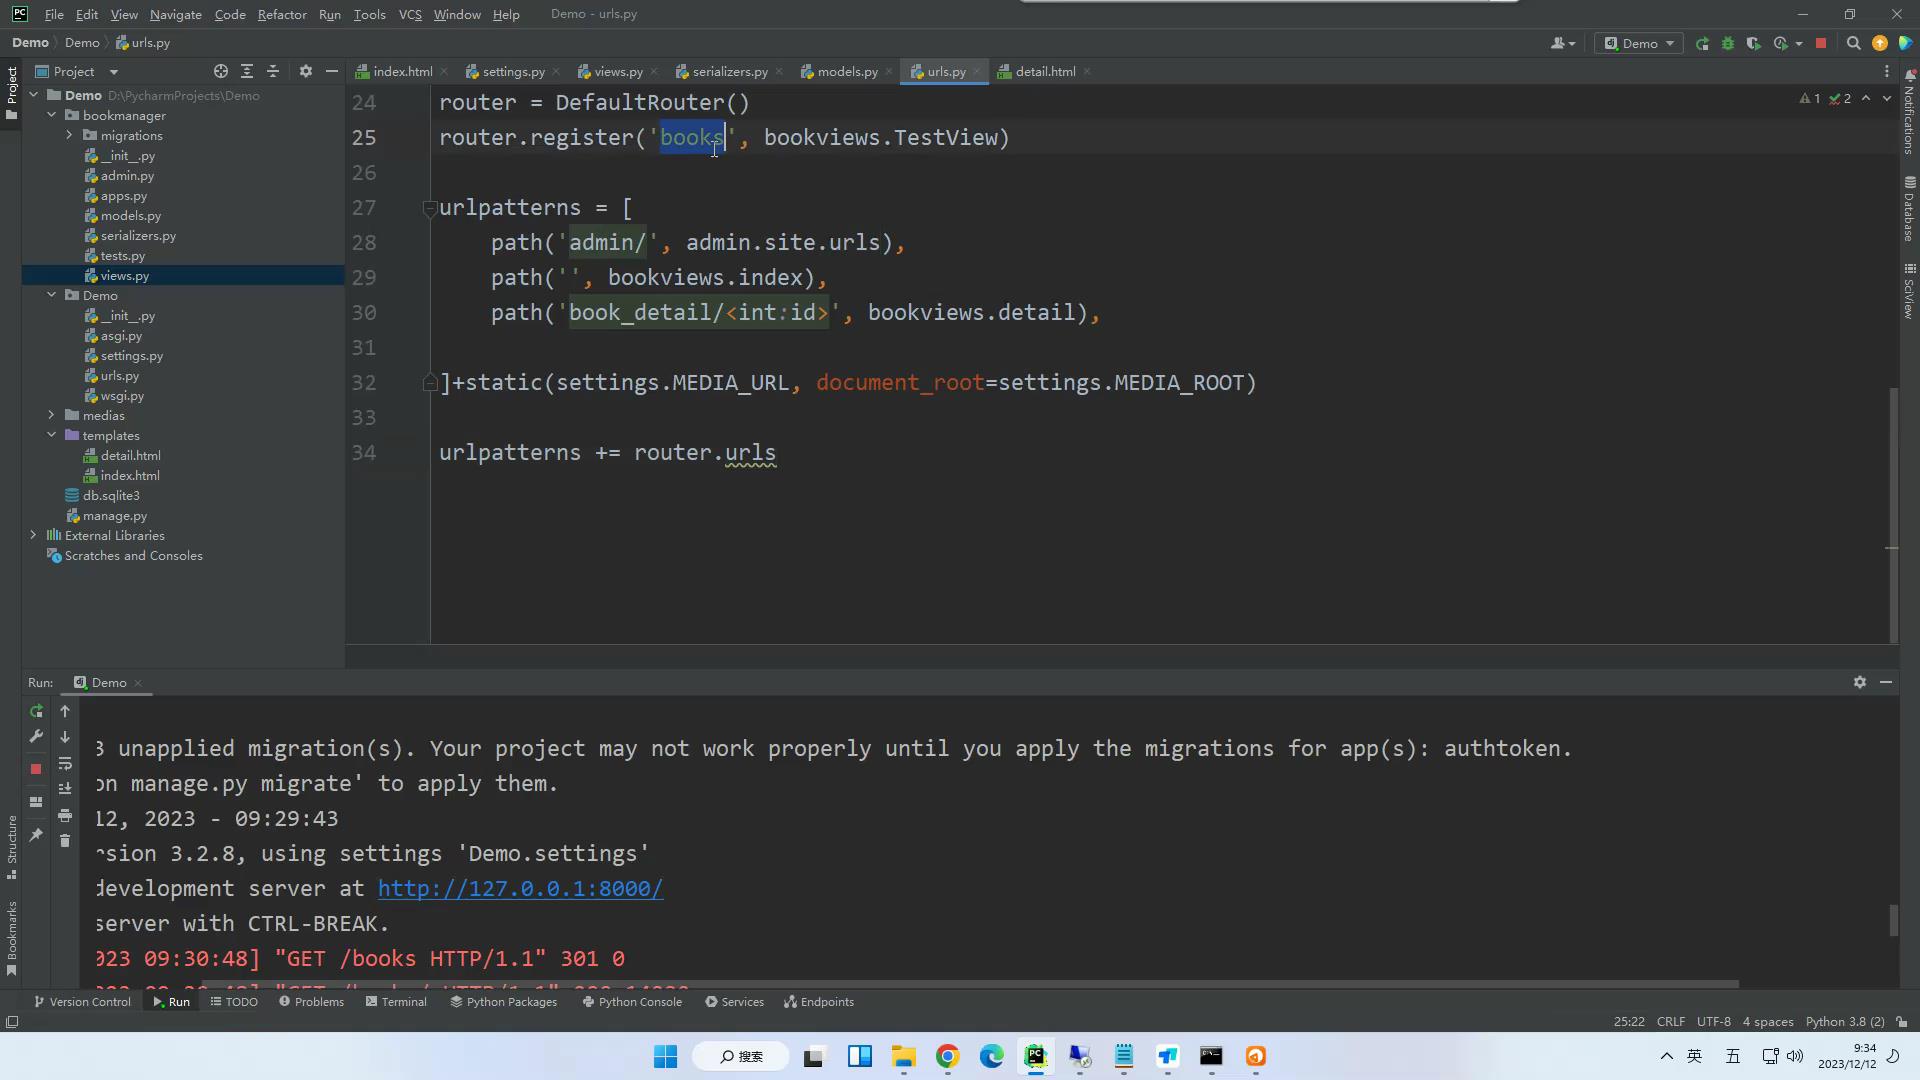 File Edit View Navigate Code Refactor Run Tools VCS Window Help Demo - urls.py
Demo Demo urls.py
Demo
Project
index.html settings.py views.py serializers.py models.py urls.py detail.html
Demo D:\PycharmProjects\Demo
bookmanager
migrations
__init__.py
admin.py
apps.py
models.py
serializers.py
tests.py
views.py
Demo
__init__.py
asgi.py
settings.py
urls.py
wsgi.py
medias
templates
detail.html
index.html
db.sqlite3
manage.py
External Libraries
Scratches and Consoles
Project
Structure
Bookmarks
Notifications
Database
SciView
1 2
24 router = DefaultRouter()
25 router.register('books', bookviews.TestView)
26
27 urlpatterns = [
28 path('admin/', admin.site.urls),
29 path('', bookviews.index),
30 path('book_detail/<int:id>', bookviews.detail),
31
32 ]+static(settings.MEDIA_URL, document_root=settings.MEDIA_ROOT)
33
34 urlpatterns += router.urls
Run: Demo
3 unapplied migration(s). Your project may not work properly until you apply the migrations for app(s): authtoken.
on manage.py migrate' to apply them.
12, 2023 - 09:29:43
rsion 3.2.8, using settings 'Demo.settings'
development server at http://127.0.0.1:8000/
server with CTRL-BREAK.
023 09:30:48] "GET /books HTTP/1.1" 301 0
Version Control Run TODO Problems Terminal Python Packages Python Console Services Endpoints
25:22 CRLF UTF-8 4 spaces Python 3.8 (2)
搜索
英 五 9:34
2023/12/12